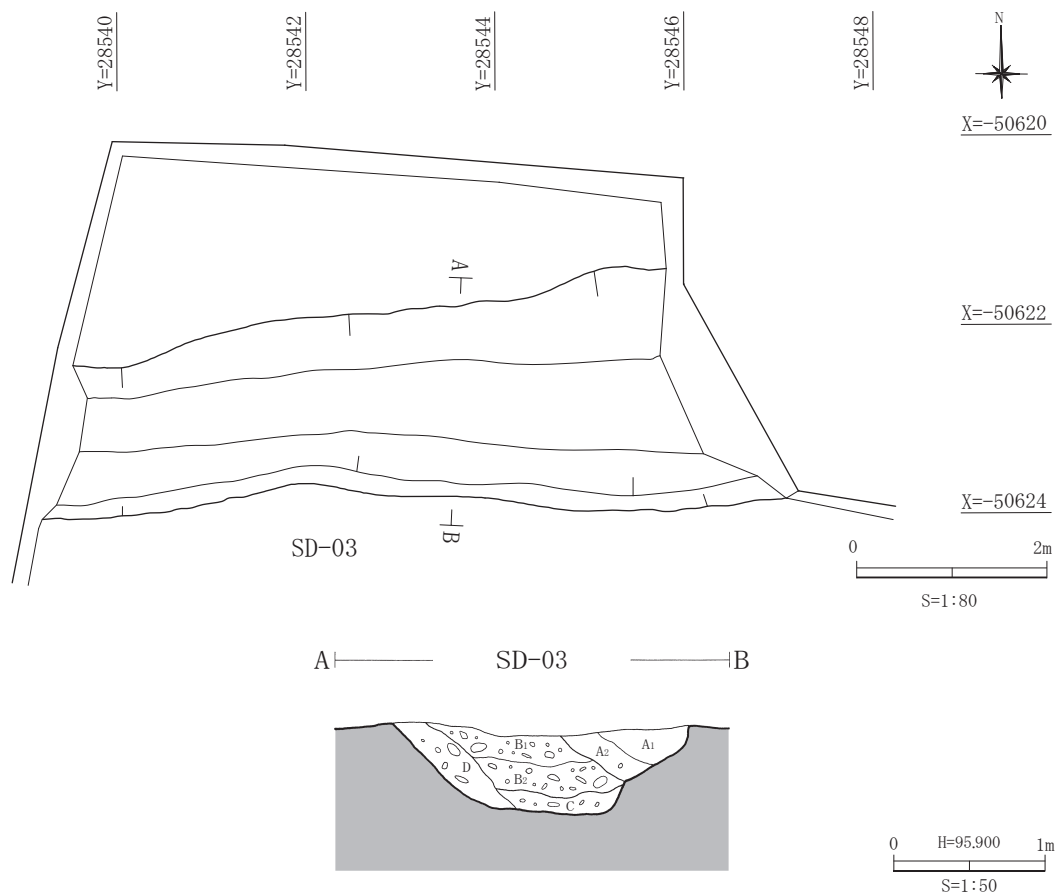 Y=28540
Y=28542
Y=28544
Y=28546
Y=28548
N
X=-50620
A
X=-50622
X=-50624
B
SD-03
0 2m
S=1:80
A SD-03 B
B1
A2
A1
D
B2
C
0 H=95.900 1m
S=1:50